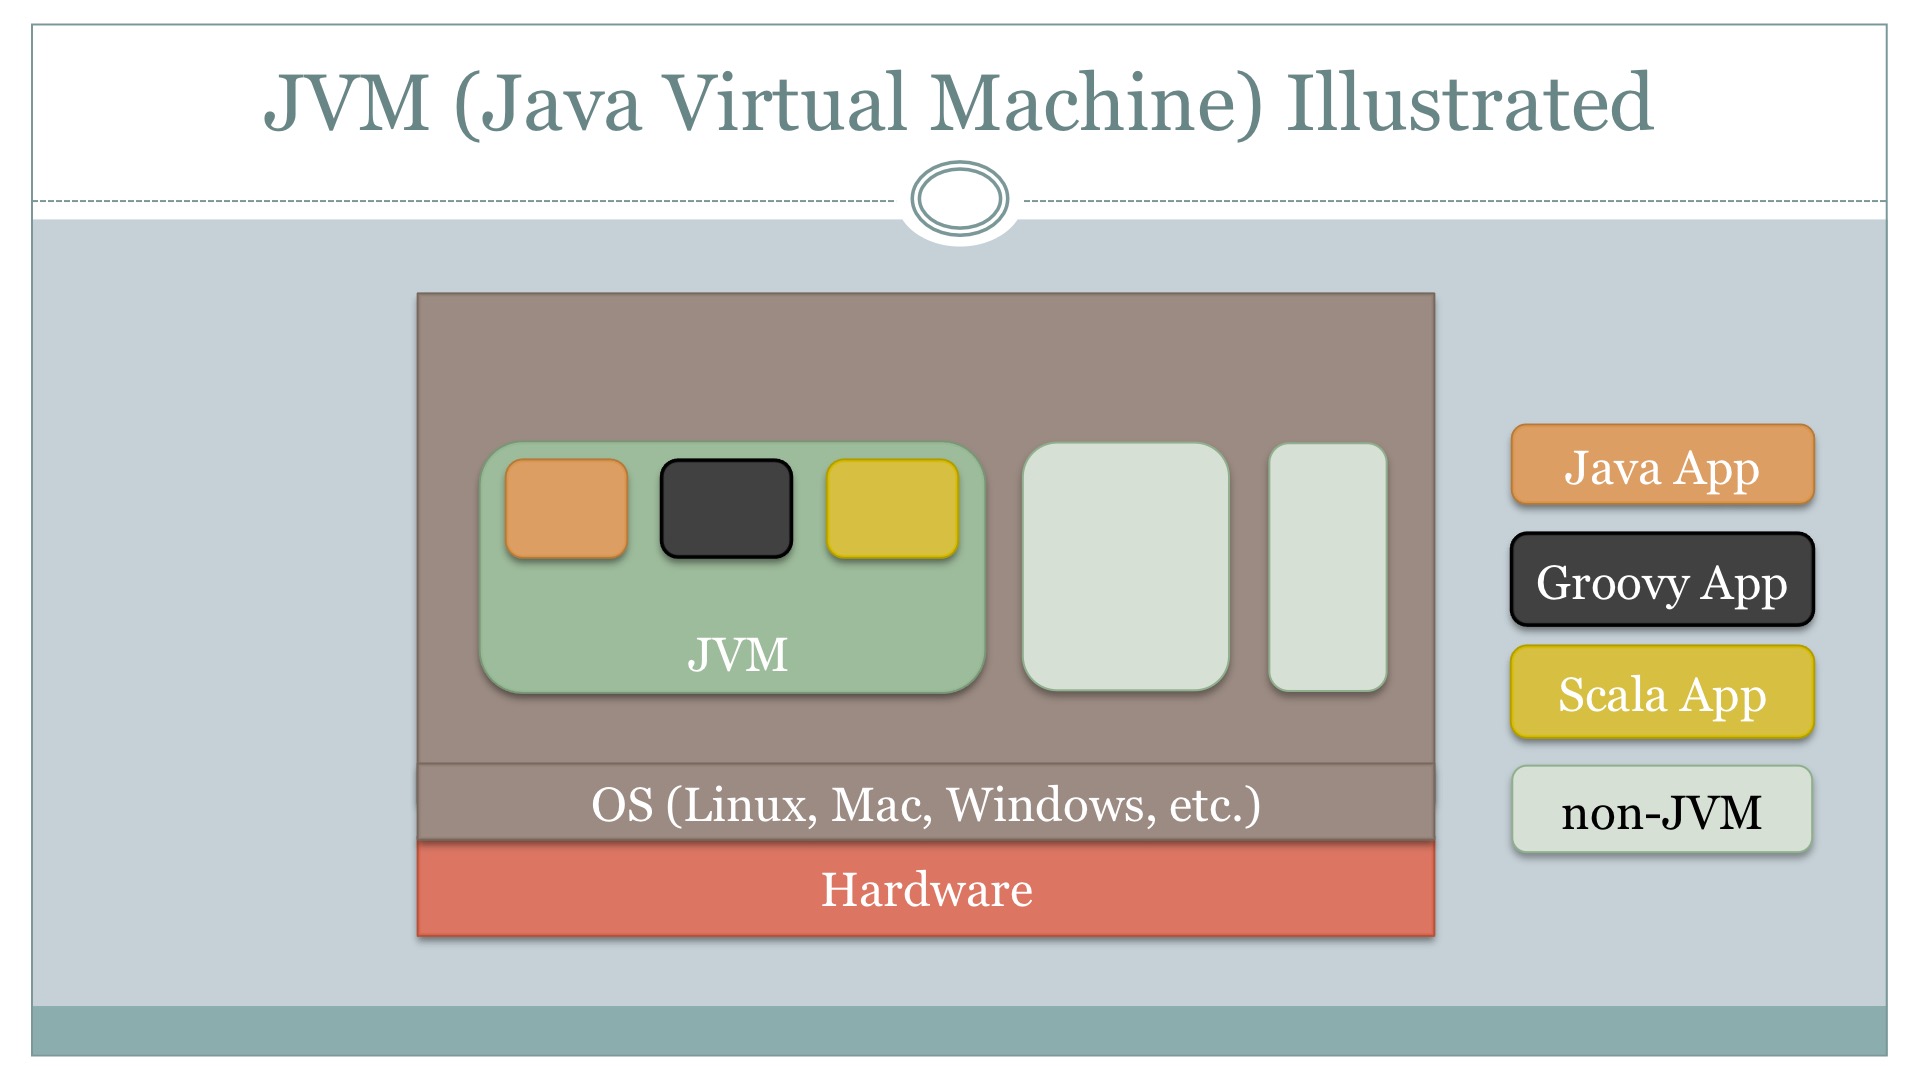 JVM (Java Virtual Machine) Illustrated
JVM
OS (Linux, Mac, Windows, etc.)
Hardware
Java App
Groovy App
Scala App
non-JVM